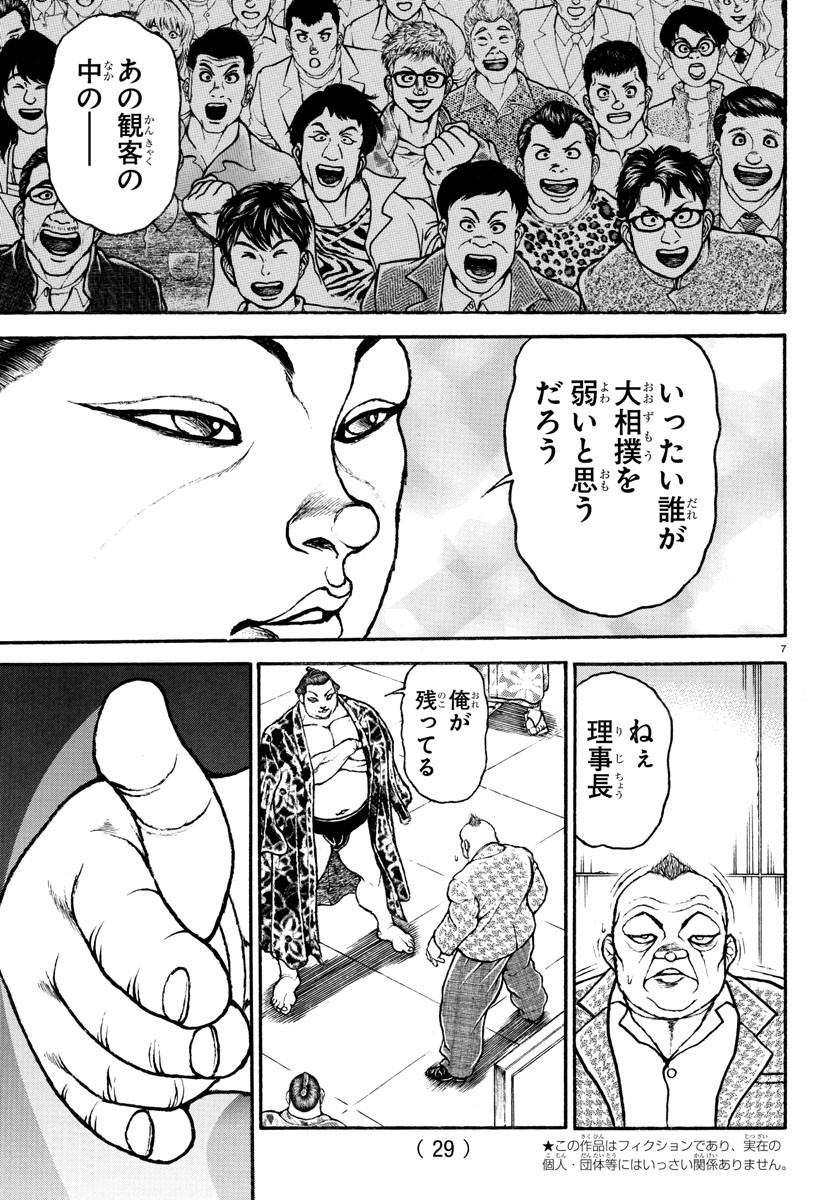 あの観客の
中の――
いったい誰が
大相撲を
弱いと思う
だろう
7
ねぇ
理事長
俺が
残ってる
( 29 )
★この作品はフィクションであり、実在の
個人・団体等にはいっさい関係ありません。